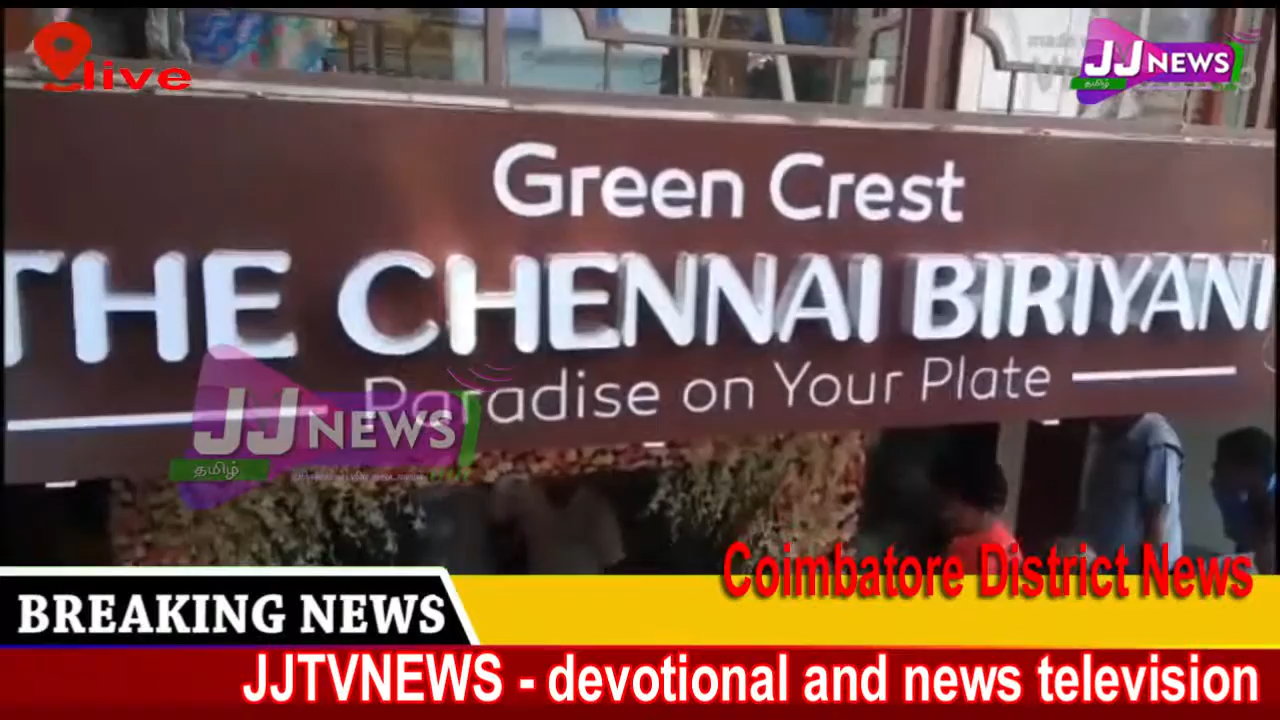 live
JJ NEWS
தமிழ்
Green Crest
THE CHENNAI BIRIYANI
Paradise on Your Plate
JJ NEWS
தமிழ்
Coimbatore District News
BREAKING NEWS
JJTVNEWS - devotional and news television